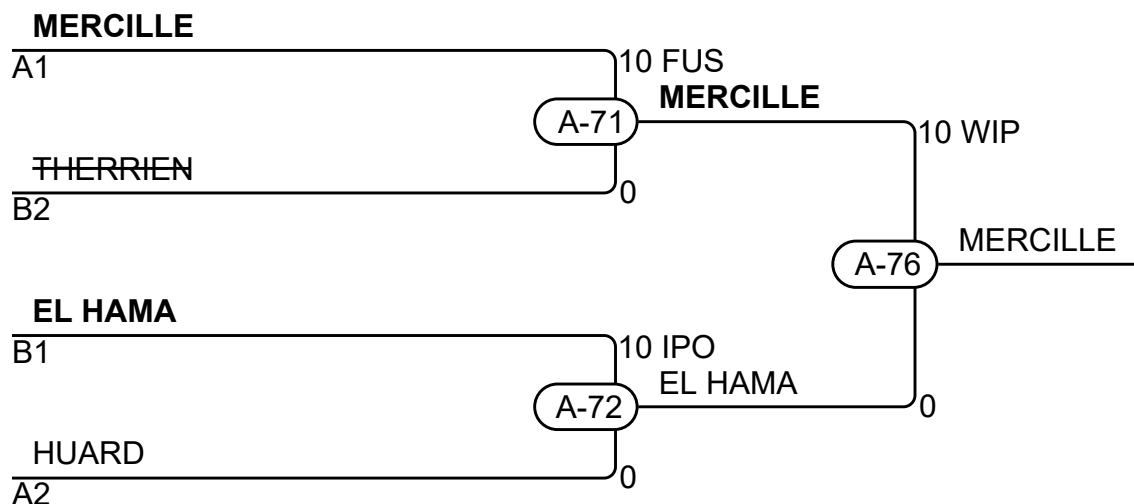 MERCILLE
A1
10 FUS
MERCILLE
A-71
10 WIP
THERRIEN
B2
0
MERCILLE
A-76
EL HAMA
B1
10 IPO
EL HAMA
A-72
0
HUARD
A2
0